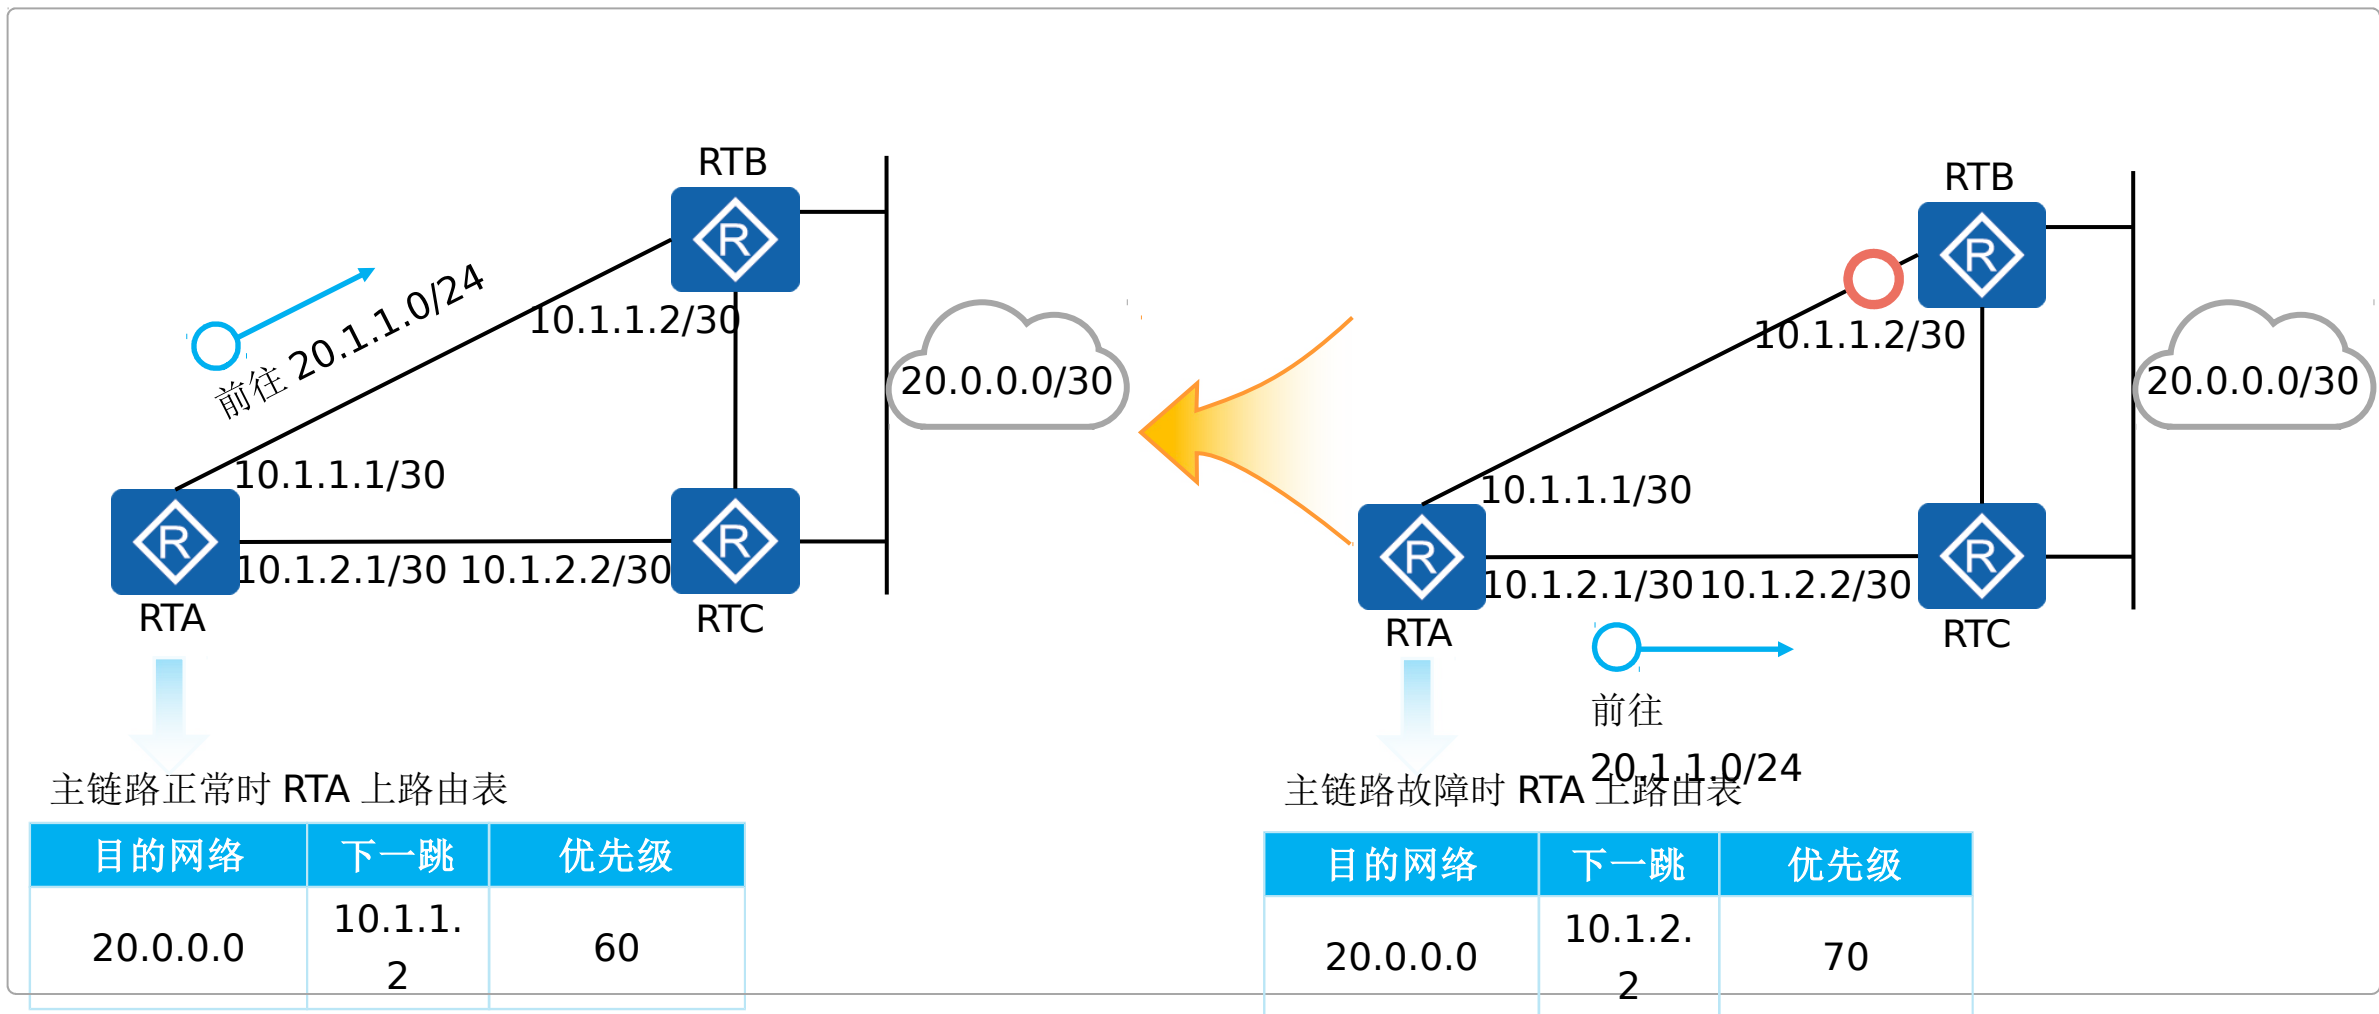 RTB
前往 20.1.1.0/24
10.1.1.2/30
20.0.0.0/30
10.1.1.1/30
10.1.2.1/30 10.1.2.2/30
RTA
RTC
主链路正常时 RTA 上路由表
目的网络 下一跳 优先级
20.0.0.0 10.1.1.2 60
RTB
10.1.1.2/30
20.0.0.0/30
10.1.1.1/30
10.1.2.1/30 10.1.2.2/30
RTA
RTC
前往
20.1.1.0/24
主链路故障时 RTA 上路由表
目的网络 下一跳 优先级
20.0.0.0 10.1.2.2 70